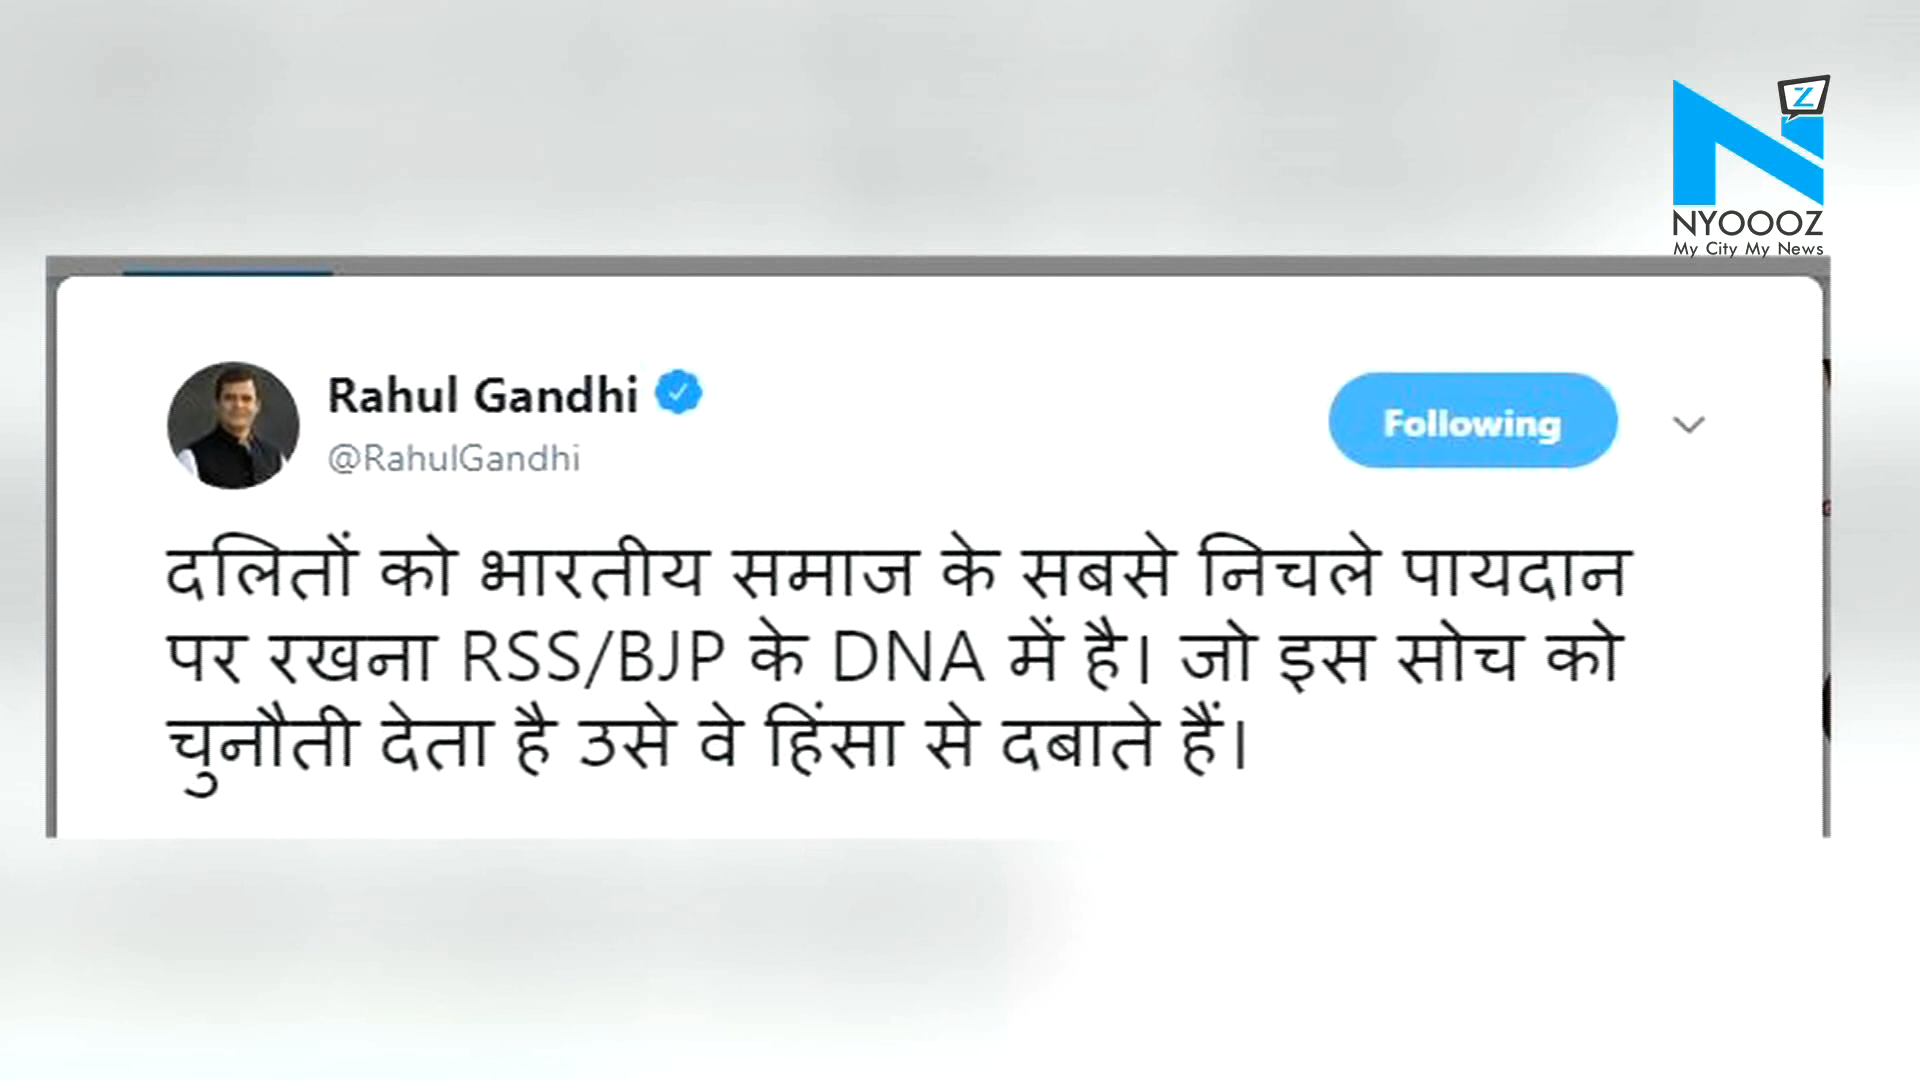 Z
NYOOOZ
My City My News
Rahul Gandhi
@RahulGandhi
Following
दलितों को भारतीय समाज के सबसे निचले पायदान
पर रखना RSS/BJP के DNA में है। जो इस सोच को
चुनौती देता है उसे वे हिंसा से दबाते हैं।